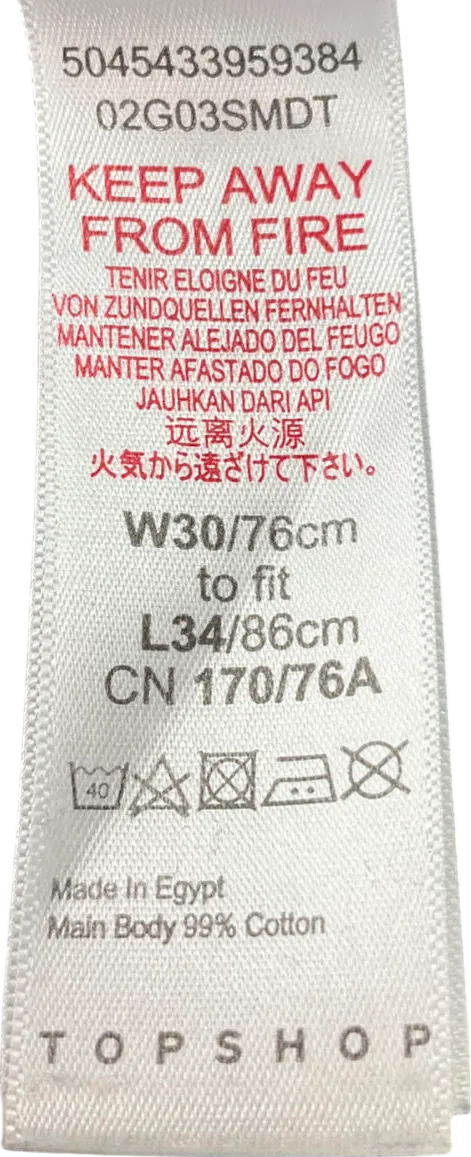 5045433959384
02G03SMDT
KEEP AWAY
FROM FIRE
TENIR ELOIGNE DU FEU
VON ZUNDQUELLEN FERNHALTEN
MANTENER ALEJADO DEL FEUGO
MANTER AFASTADO DO FOGO
JAUHKAN DARI API
远离火源
火気から遠ざけて下さい。
W30/76cm
to fit
L34/86cm
CN 170/76A
40
Made In Egypt
Main Body 99% Cotton
TOPSHOP